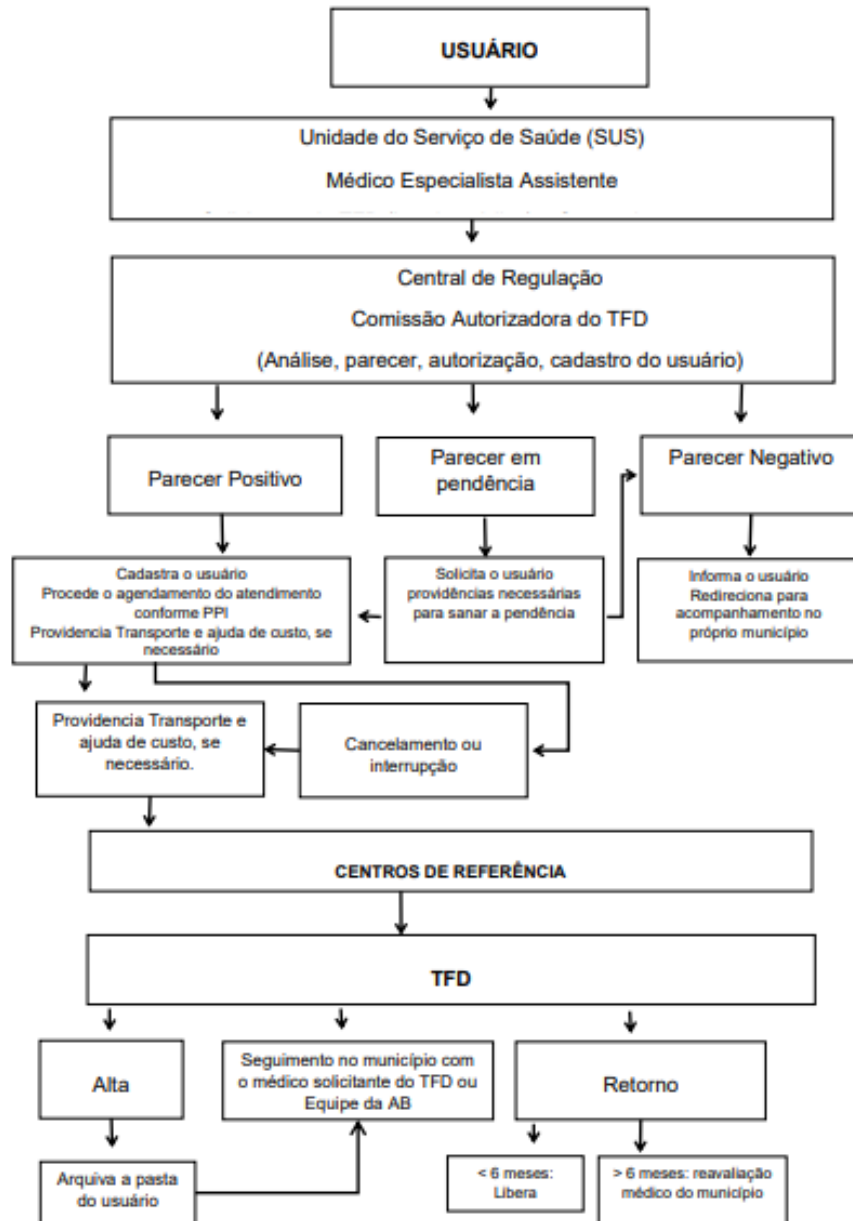 USUÁRIO
Unidade do Serviço de Saúde (SUS)
Médico Especialista Assistente
Central de Regulação
Comissão Autorizadora do TFD
(Análise, parecer, autorização, cadastro do usuário)
Parecer Positivo
Parecer em
pendência
Parecer Negativo
Cadastra o usuário
Procede o agendamento do atendimento
conforme PPI
Providencia Transporte e ajuda de custo, se
necessário
Solicita o usuário
providências necessárias
para sanar a pendência
Informa o usuário
Redireciona para
acompanhamento no
próprio município
Providencia Transporte e
ajuda de custo, se
necessário.
Cancelamento ou
interrupção
CENTROS DE REFERÊNCIA
TFD
Alta
Seguimento no município com
o médico solicitante do TFD ou
Equipe da AB
Retorno
Arquiva a pasta
do usuário
< 6 meses:
Libera
> 6 meses: reavaliação
médico do município